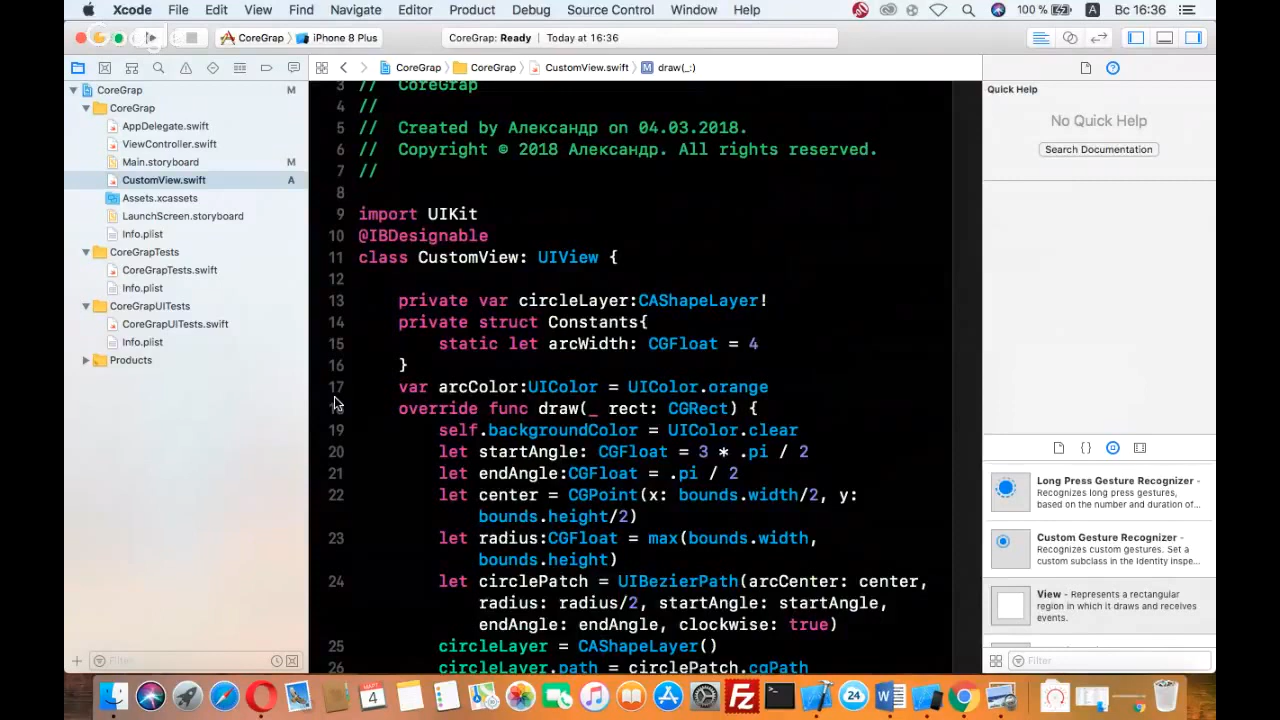 Xcode File Edit View Find Navigate Editor Product Debug Source Control Window Help 100 % A Вс 16:36
CoreGrap iPhone 8 Plus CoreGrap: Ready Today at 16:36
CoreGrap CoreGrap CustomView.swift M draw(_:)
CoreGrap M
CoreGrap
AppDelegate.swift
ViewController.swift
Main.storyboard M
CustomView.swift A
Assets.xcassets
LaunchScreen.storyboard
Info.plist
CoreGrapTests
CoreGrapTests.swift
Info.plist
CoreGrapUITests
CoreGrapUITests.swift
Info.plist
Products
Filter
3 // CoreGrap
4 //
5 // Created by Александр on 04.03.2018.
6 // Copyright © 2018 Александр. All rights reserved.
7 //
8
9 import UIKit
10 @IBDesignable
11 class CustomView: UIView {
12
13 private var circleLayer:CAShapeLayer!
14 private struct Constants{
15 static let arcWidth: CGFloat = 4
16 }
17 var arcColor:UIColor = UIColor.orange
override func draw(_ rect: CGRect) {
19 self.backgroundColor = UIColor.clear
20 let startAngle: CGFloat = 3 * .pi / 2
21 let endAngle:CGFloat = .pi / 2
22 let center = CGPoint(x: bounds.width/2, y:
bounds.height/2)
23 let radius:CGFloat = max(bounds.width,
bounds.height)
24 let circlePatch = UIBezierPath(arcCenter: center,
radius: radius/2, startAngle: startAngle,
endAngle: endAngle, clockwise: true)
25 circleLayer = CAShapeLayer()
26 circleLayer.path = circlePatch.cgPath
Quick Help
No Quick Help
Search Documentation
{ }
Long Press Gesture Recognizer -
Recognizes long press gestures,
based on the number and duration of...
Custom Gesture Recognizer -
Recognizes custom gestures. Set a
custom subclass in the Identity inspe...
View - Represents a rectangular
region in which it draws and receives
events.
Filter
4 FZ 24 W